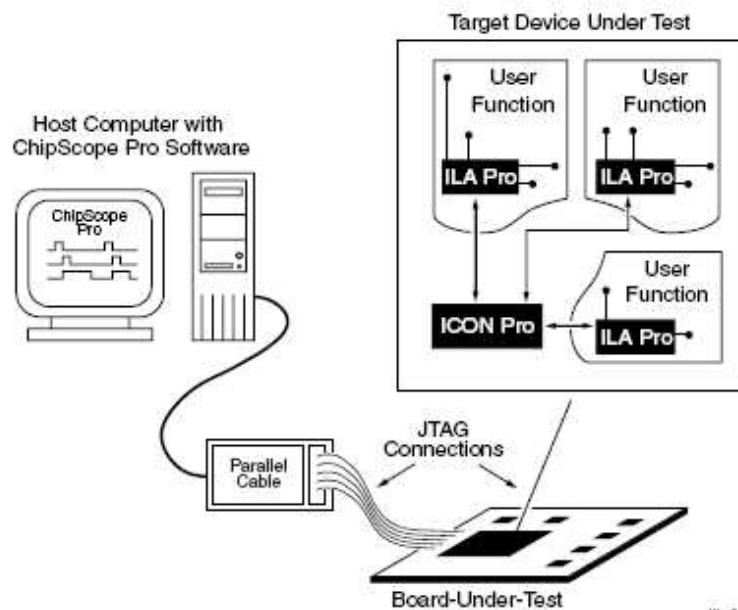 Target Device Under Test
User
Function
User
Function
Host Computer with
ChipScope Pro Software
ILA Pro
ILA Pro
ChipScope
Pro
User
Function
ICON Pro
ILA Pro
JTAG
Connections
Parallel
Cable
Board-Under-Test